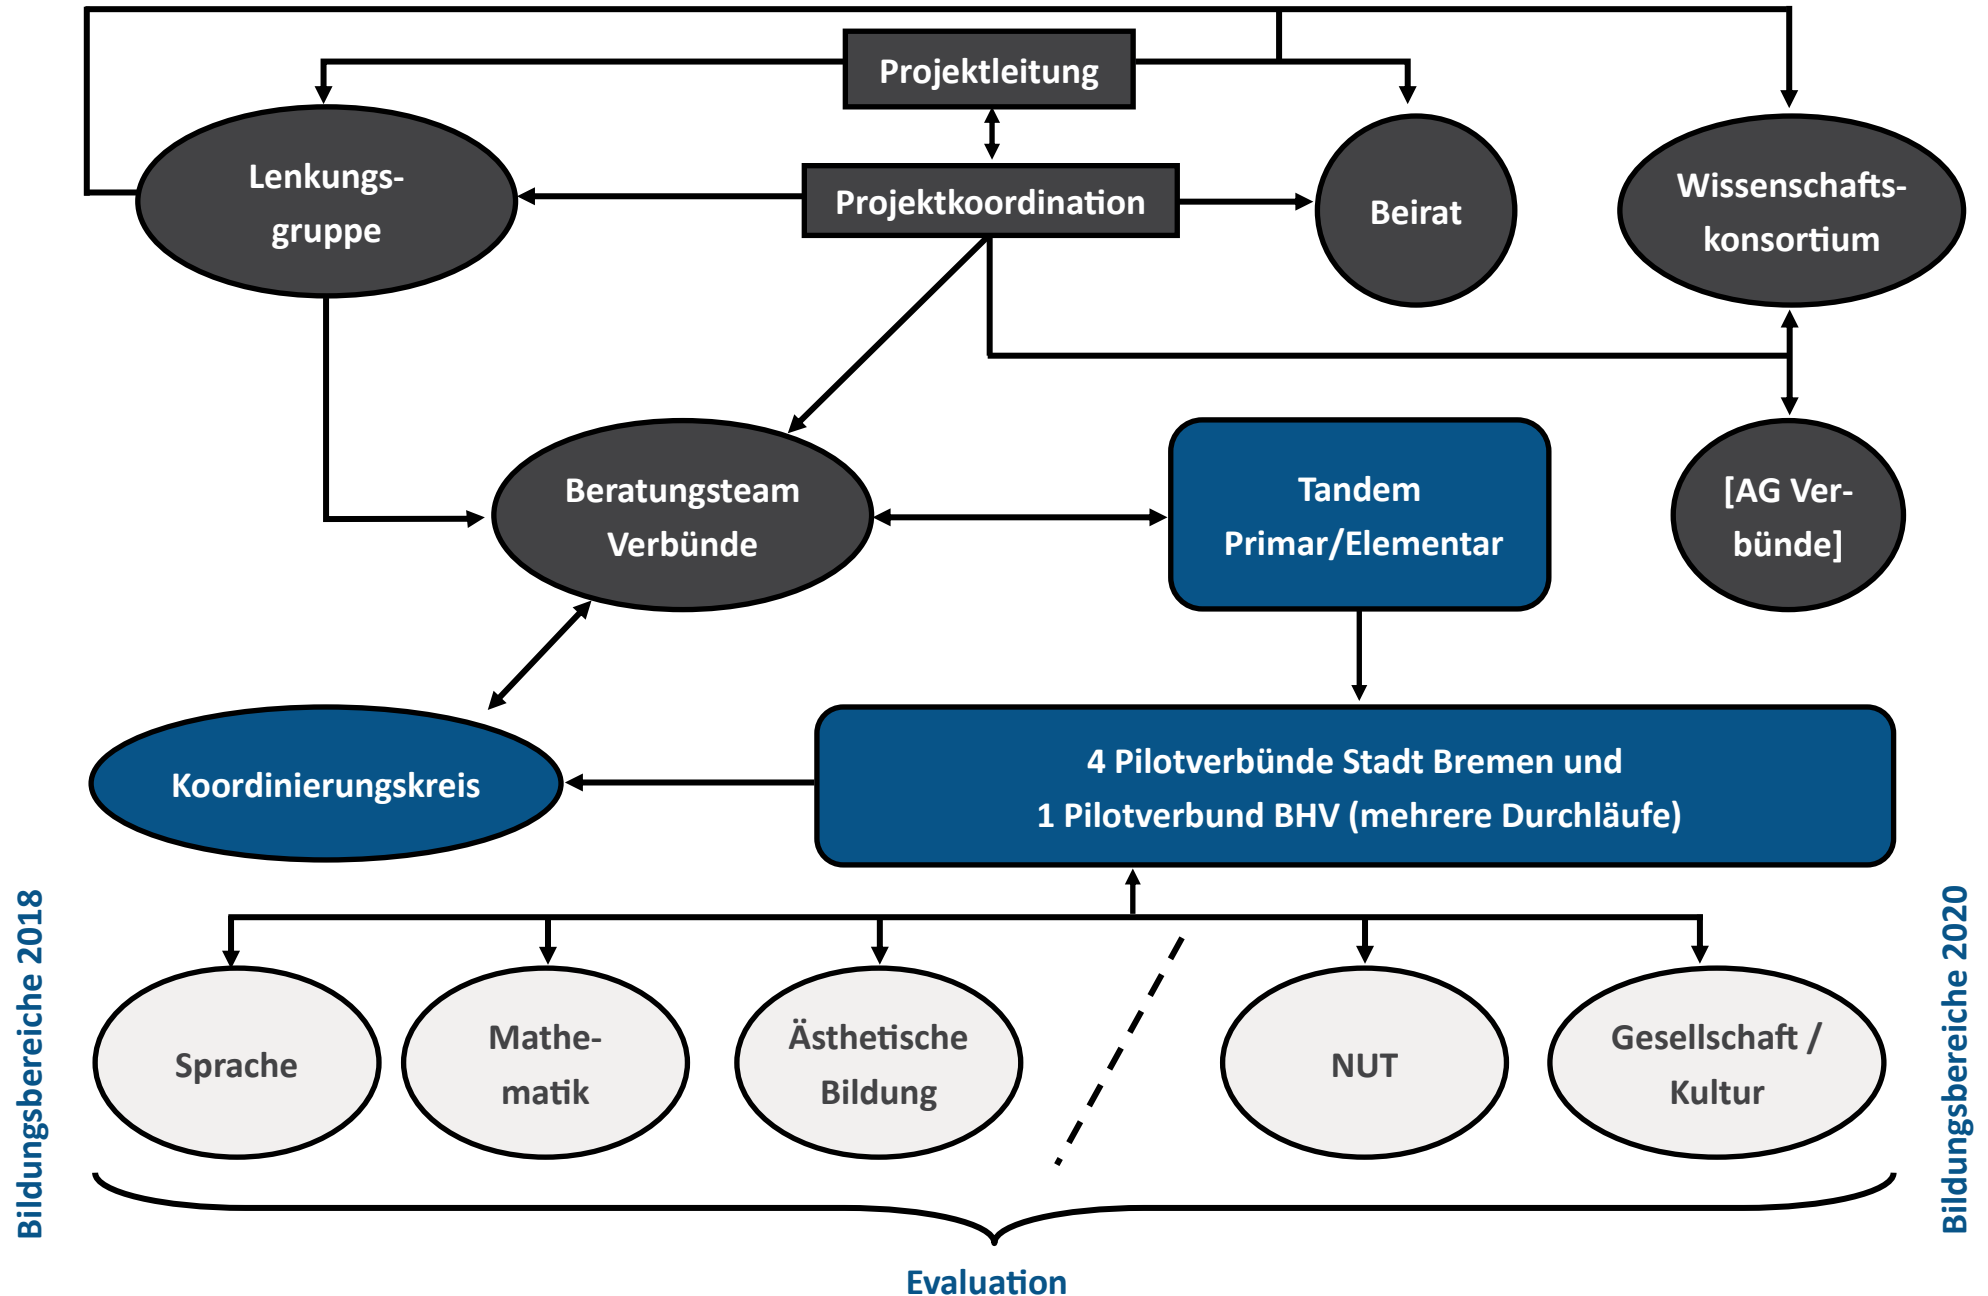 Projektleitung
Lenkungs-
gruppe
Projektkoordination
Beirat
Wissenschafts-
konsortium
Beratungsteam
Verbünde
Tandem
Primar/Elementar
[AG Ver-
bünde]
Koordinierungskreis
4 Pilotverbünde Stadt Bremen und
1 Pilotverbund BHV (mehrere Durchläufe)
Bildungsbereiche 2018
Sprache
Mathe-
matik
Ästhetische
Bildung
NUT
Gesellschaft /
Kultur
Bildungsbereiche 2020
Evaluation